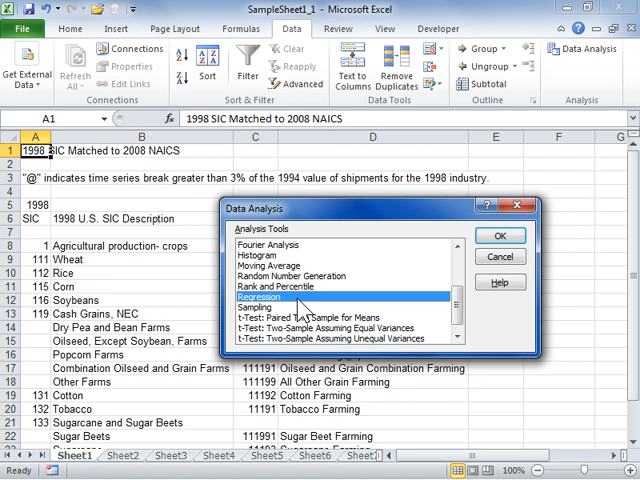 SampleSheet1_1 - Microsoft Excel
File Home Insert Page Layout Formulas Data Review View Developer
Get External Data
Refresh All
Connections
Properties
Edit Links
Connections
Sort
Sort & Filter
Filter
Clear
Reapply
Advanced
Text to Columns
Remove Duplicates
Data Tools
Group
Ungroup
Subtotal
Outline
Data Analysis
Analysis
A1 fx 1998 SIC Matched to 2008 NAICS
A B C D E F G
1 1998 SIC Matched to 2008 NAICS
2
3 "@" indicates time series break greater than 3% of the 1994 value of shipments for the 1998 industry.
4
5 1998
6 SIC 1998 U.S. SIC Description
7
8 1 Agricultural production- crops
9 111 Wheat
10 112 Rice
11 115 Corn
12 116 Soybeans
13 119 Cash Grains, NEC
14 Dry Pea and Bean Farms
15 Oilseed, Except Soybean, Farms
16 Popcorn Farms
17 Combination Oilseed and Grain Farms 111191 Oilseed and Grain Combination Farming
18 Other Farms 111199 All Other Grain Farming
19 131 Cotton 11192 Cotton Farming
20 132 Tobacco 11191 Tobacco Farming
21 133 Sugarcane and Sugar Beets
22 Sugar Beets 111991 Sugar Beet Farming
Data Analysis
Analysis Tools
Fourier Analysis
Histogram
Moving Average
Random Number Generation
Rank and Percentile
Regression
Sampling
t-Test: Paired Sample for Means
t-Test: Two-Sample Assuming Equal Variances
t-Test: Two-Sample Assuming Unequal Variances
OK
Cancel
Help
Sheet1 Sheet2 Sheet3 Sheet4 Sheet5 Sheet6
Ready 100%